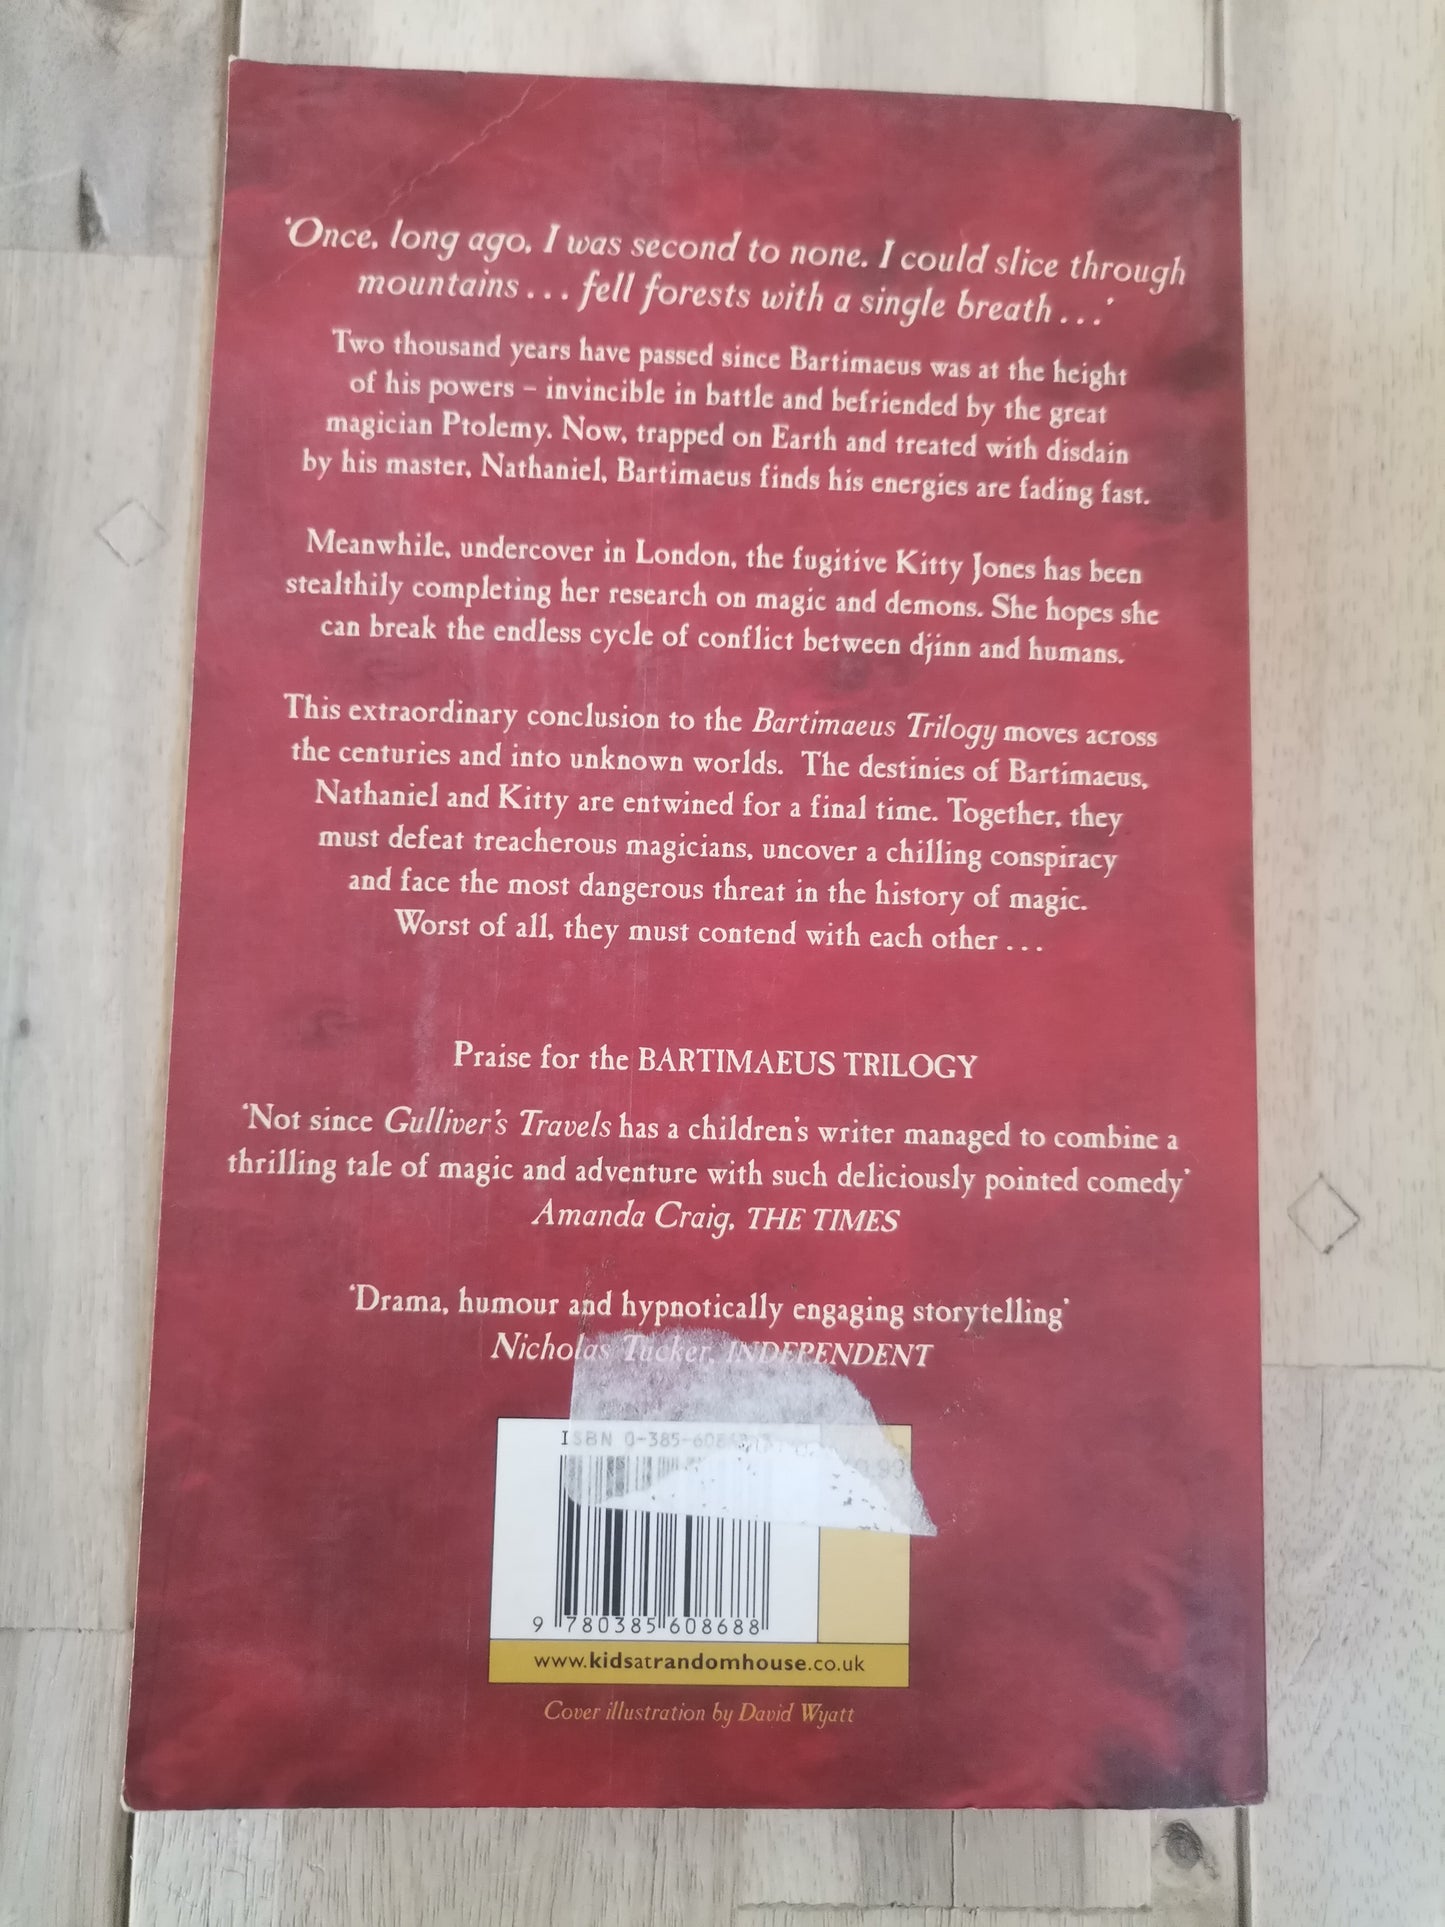 ‘Once, long ago, I was second to none. I could slice through
mountains . . . fell forests with a single breath . . .’
Two thousand years have passed since Bartimaeus was at the height
of his powers – invincible in battle and befriended by the great
magician Ptolemy. Now, trapped on Earth and treated with disdain
by his master, Nathaniel, Bartimaeus finds his energies are fading fast.
Meanwhile, undercover in London, the fugitive Kitty Jones has been
stealthily completing her research on magic and demons. She hopes she
can break the endless cycle of conflict between djinn and humans.
This extraordinary conclusion to the Bartimaeus Trilogy moves across
the centuries and into unknown worlds. The destinies of Bartimaeus,
Nathaniel and Kitty are entwined for a final time. Together, they
must defeat treacherous magicians, uncover a chilling conspiracy
and face the most dangerous threat in the history of magic.
Worst of all, they must contend with each other . . .
Praise for the BARTIMAEUS TRILOGY
‘Not since Gulliver’s Travels has a children’s writer managed to combine a
thrilling tale of magic and adventure with such deliciously pointed comedy’
Amanda Craig, THE TIMES
‘Drama, humour and hypnotically engaging storytelling’
Nicholas Tucker, INDEPENDENT
ISBN
9 780385 608688
www.kidsatrandomhouse.co.uk
Cover illustration by David Wyatt